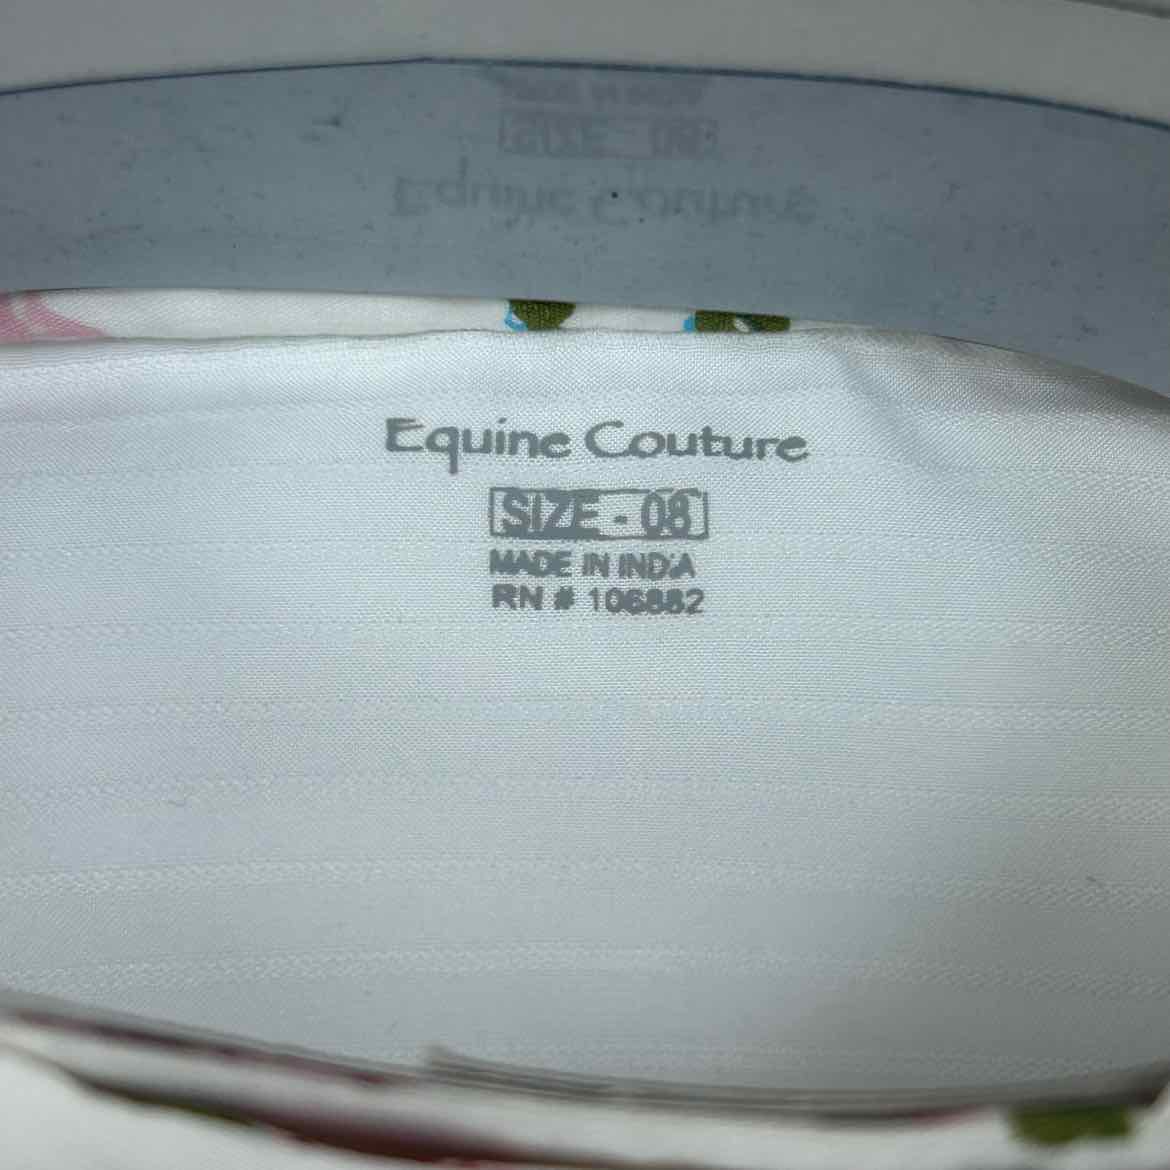 Equine Couture
SIZE - 08
MADE IN INDIA
RN # 106882